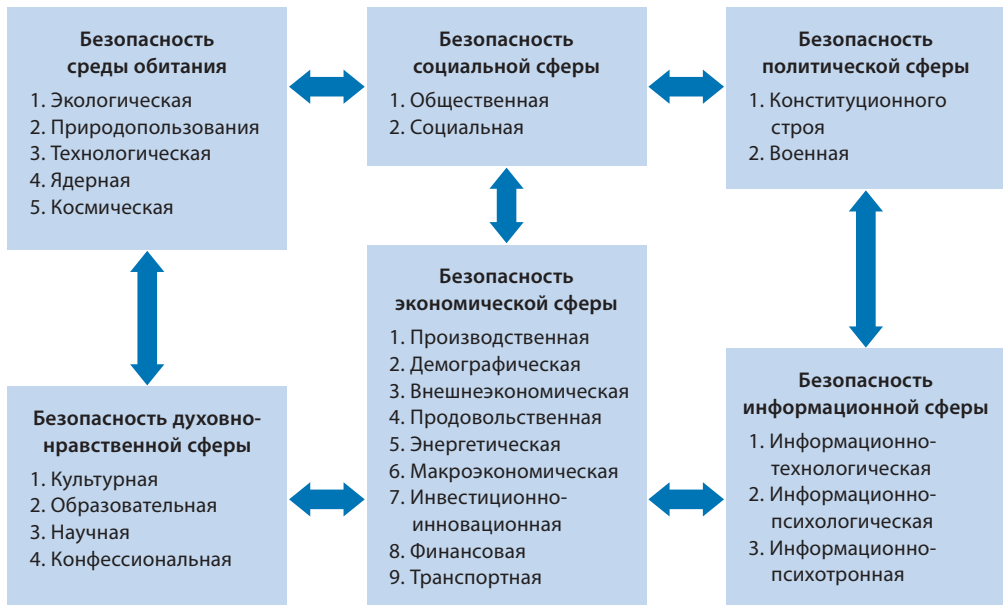 Безопасность
среды обитания
1. Экологическая
2. Природопользования
3. Технологическая
4. Ядерная
5. Космическая
Безопасность
социальной сферы
1. Общественная
2. Социальная
Безопасность
политической сферы
1. Конституционного
строя
2. Военная
Безопасность духовно-
нравственной сферы
1. Культурная
2. Образовательная
3. Научная
4. Конфессиональная
Безопасность
экономической сферы
1. Производственная
2. Демографическая
3. Внешнеэкономическая
4. Продовольственная
5. Энергетическая
6. Макроэкономическая
7. Инвестиционно-
инновационная
8. Финансовая
9. Транспортная
Безопасность
информационной сферы
1. Информационно-
технологическая
2. Информационно-
психологическая
3. Информационно-
психотронная